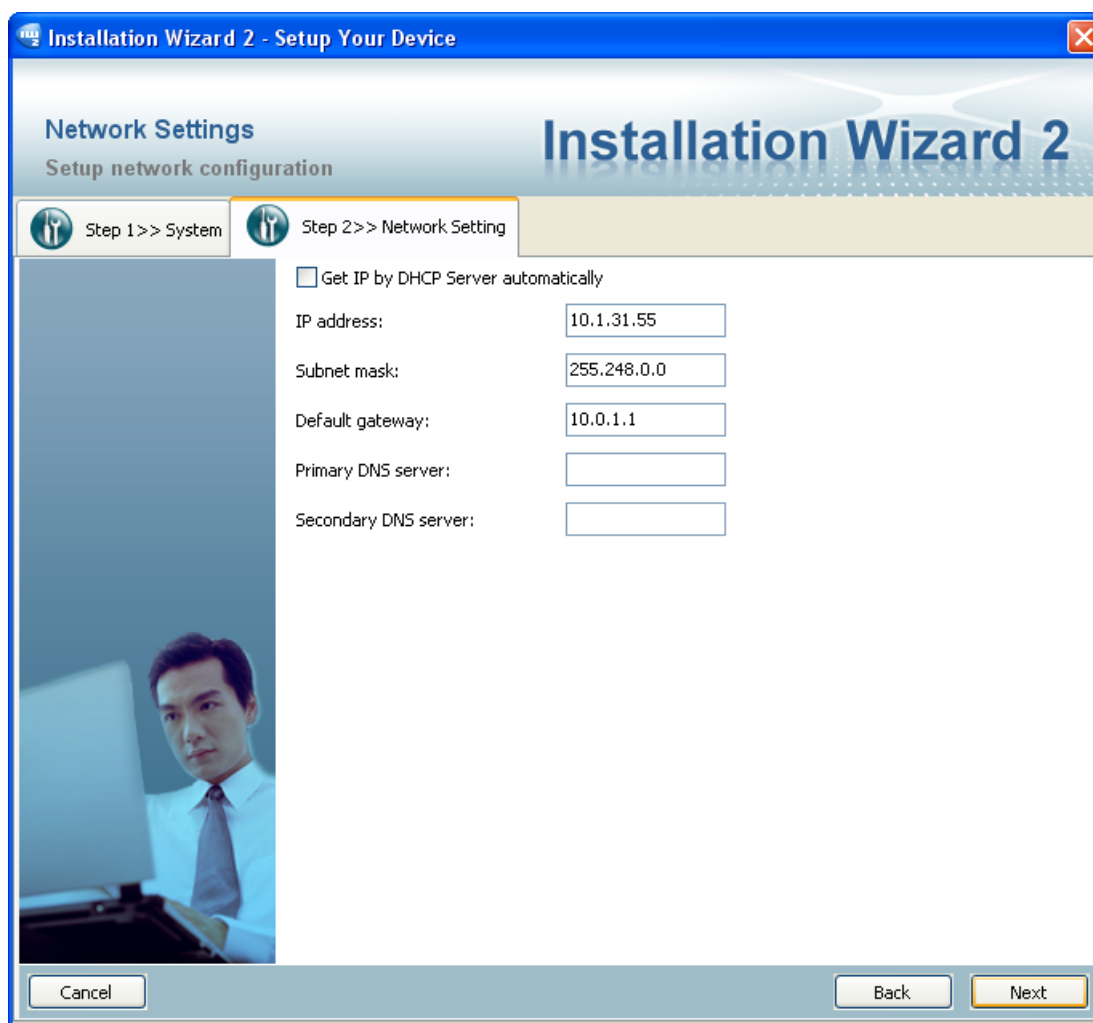 Installation Wizard 2 - Setup Your Device
Network Settings
Setup network configuration
Installation Wizard 2
Step 1>> System
Step 2>> Network Setting
Get IP by DHCP Server automatically
IP address: 10.1.31.55
Subnet mask: 255.248.0.0
Default gateway: 10.0.1.1
Primary DNS server:
Secondary DNS server:
Cancel
Back
Next